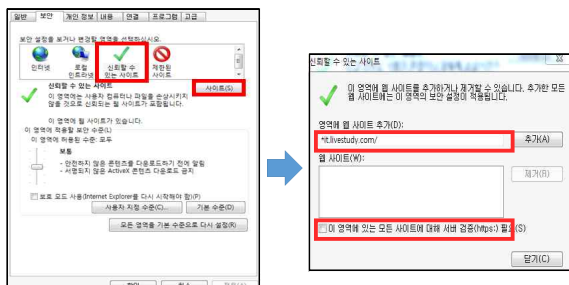 일반 보안 개인 정보 내용 연결 프로그램 고급
보안 설정을 보거나 변경할 영역을 선택하십시오.
인터넷
로컬 인트라넷
신뢰할 수 있는 사이트
제한된 사이트
신뢰할 수 있는 사이트
사이트(S)
이 영역에는 사용자 컴퓨터나 파일을 손상시키지
않을 것으로 신뢰되는 웹 사이트가 포함됩니다.
이 영역에 웹 사이트가 있습니다.
이 영역에 적용할 보안 수준(L)
이 영역에 허용된 수준: 모두
보통
- 안전하지 않은 콘텐츠를 다운로드하기 전에 알림
- 서명되지 않은 ActiveX 콘텐츠 다운로드 금지
보호 모드 사용(Internet Explorer를 다시 시작해야 함)(P)
사용자 지정 수준(C)... 기본 수준(D)
모든 영역을 기본 수준으로 다시 설정(R)
신뢰할 수 있는 사이트
이 영역에 웹 사이트를 추가하거나 제거할 수 있습니다. 추가한 모든
웹 사이트에는 이 영역의 보안 설정이 적용됩니다.
영역에 웹 사이트 추가(D):
*it.livestudy.com/
추가(A)
웹 사이트(W):
제거(R)
이 영역에 있는 모든 사이트에 대해 서버 검증(https:) 필요(S)
닫기(C)